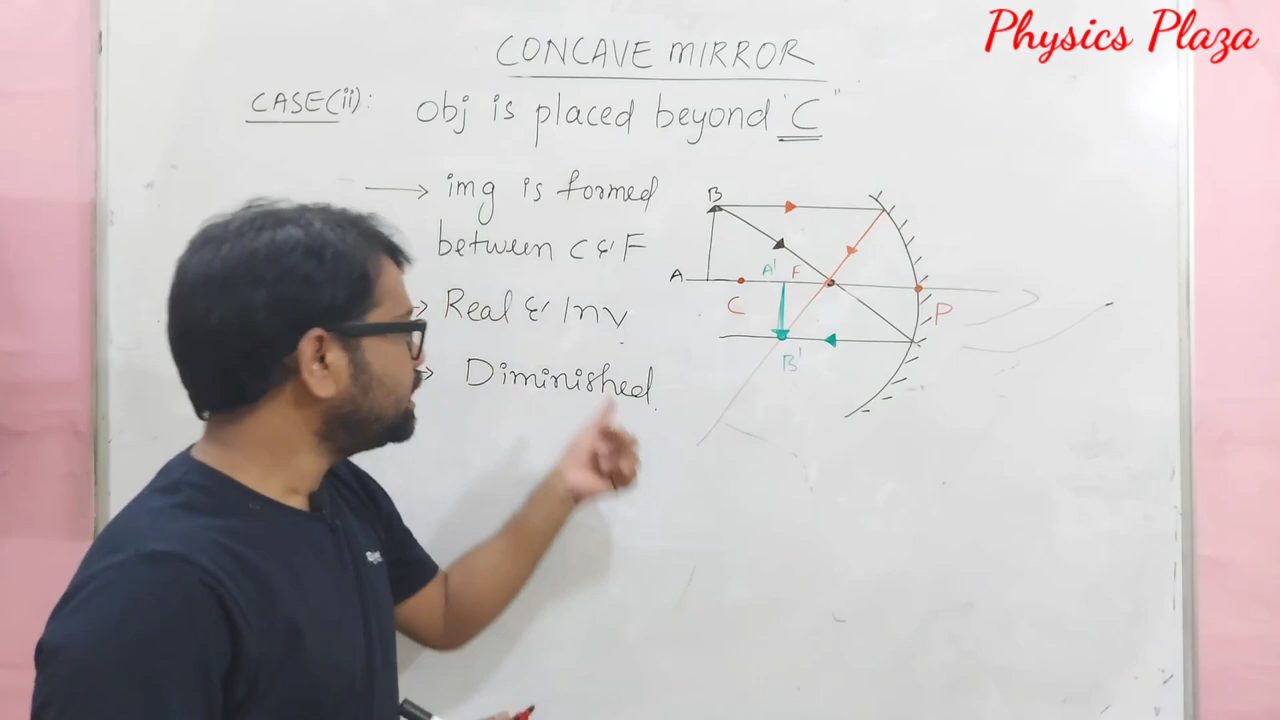 Physics Plaza
CONCAVE MIRROR
CASE(ii): obj is placed beyond "C"
→ img is formed
between C & F
→ Real & Inv
→ Diminished.
B
A
A' F
C
P
B'